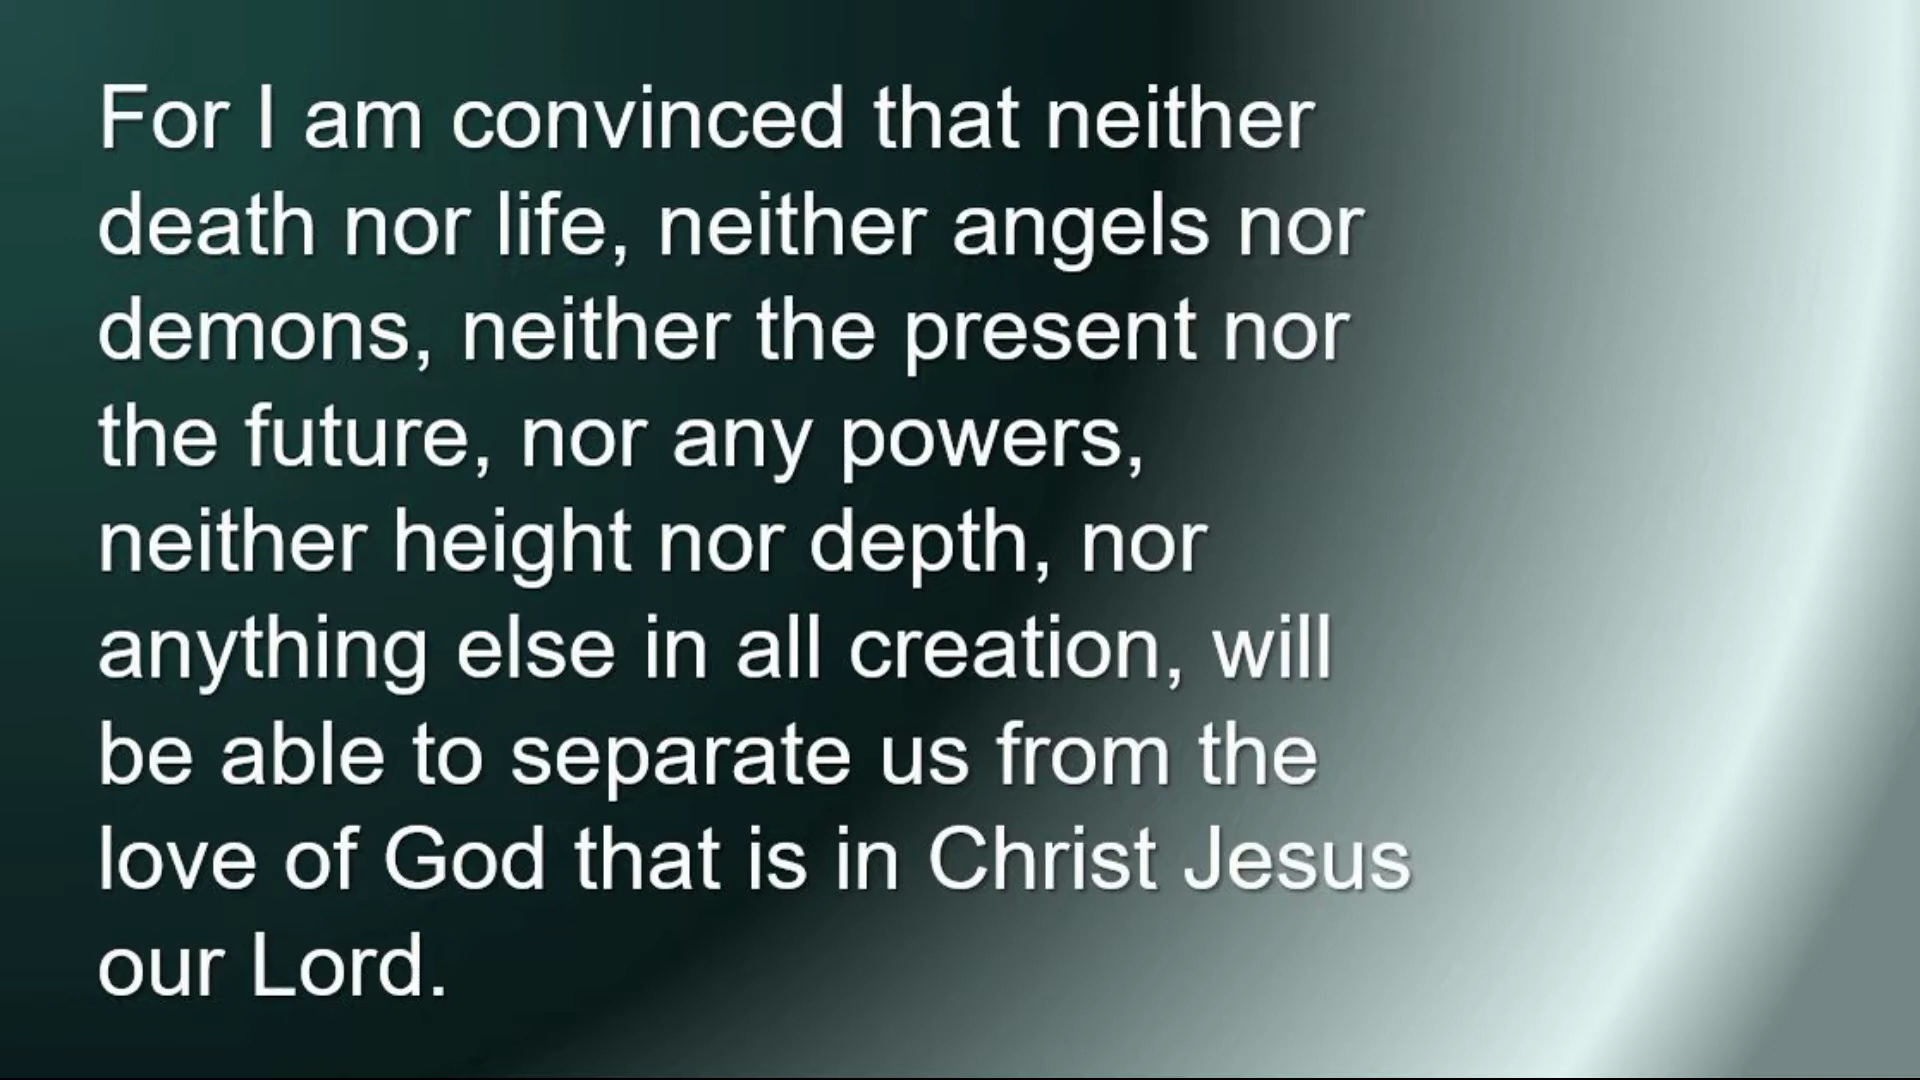 For I am convinced that neither
death nor life, neither angels nor
demons, neither the present nor
the future, nor any powers,
neither height nor depth, nor
anything else in all creation, will
be able to separate us from the
love of God that is in Christ Jesus
our Lord.